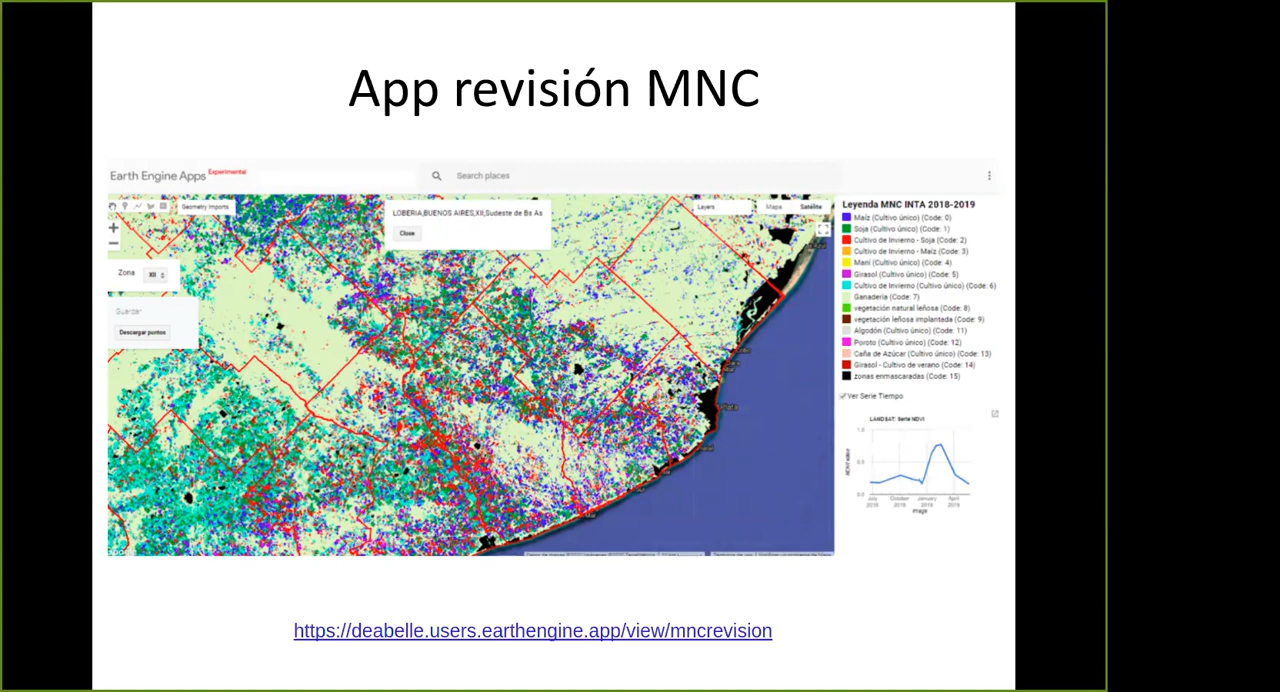 App revisión MNC
Earth Engine Apps Experimental
Search places
Geometry Imports
LOBERIA,BUENOS AIRES,XII,Sudeste de Bs As
Close
Layers
Mapa
Satélite
Zona
XII
Guardar
Descargar puntos
Leyenda MNC INTA 2018-2019
Maíz (Cultivo único) (Code: 0)
Soja (Cultivo único) (Code: 1)
Cultivo de Invierno - Soja (Code: 2)
Cultivo de Invierno - Maíz (Code: 3)
Maní (Cultivo único) (Code: 4)
Girasol (Cultivo único) (Code: 5)
Cultivo de Invierno (Cultivo único) (Code: 6)
Ganadería (Code: 7)
vegetación natural leñosa (Code: 8)
vegetación leñosa implantada (Code: 9)
Algodón (Cultivo único) (Code: 11)
Poroto (Cultivo único) (Code: 12)
Caña de Azúcar (Cultivo único) (Code: 13)
Girasol - Cultivo de verano (Code: 14)
zonas enmascaradas (Code: 15)
Ver Serie Tiempo
LANDSAT: Serie NDVI
1.0
0.5
0.0
July 2018
October 2018
January 2019
April 2019
image
https://deabelle.users.earthengine.app/view/mncrevision